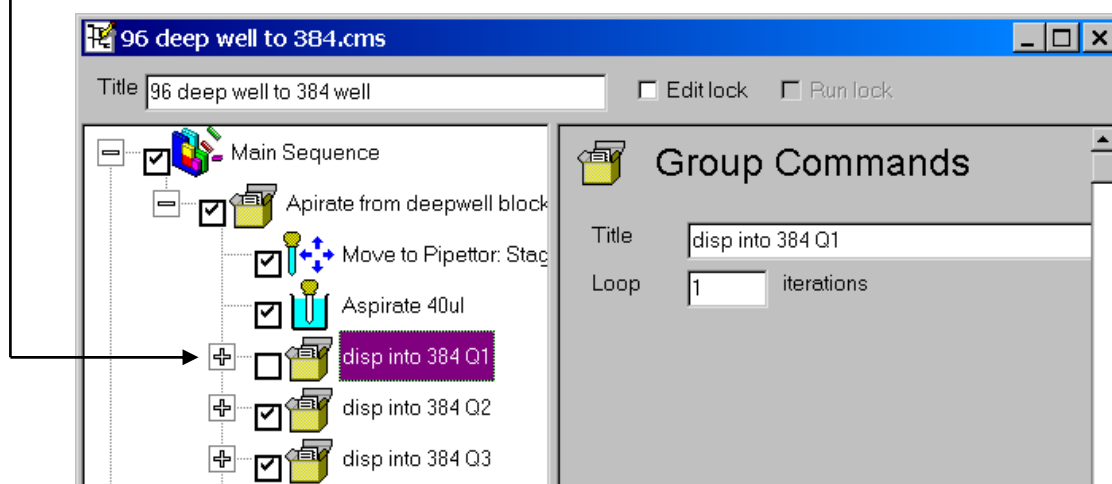 96 deep well to 384.cms
Title 96 deep well to 384 well Edit lock Run lock
Main Sequence
Apirate from deepwell block
Move to Pipettor: Stag
Aspirate 40ul
disp into 384 Q1
disp into 384 Q2
disp into 384 Q3
Group Commands
Title disp into 384 Q1
Loop 1 iterations